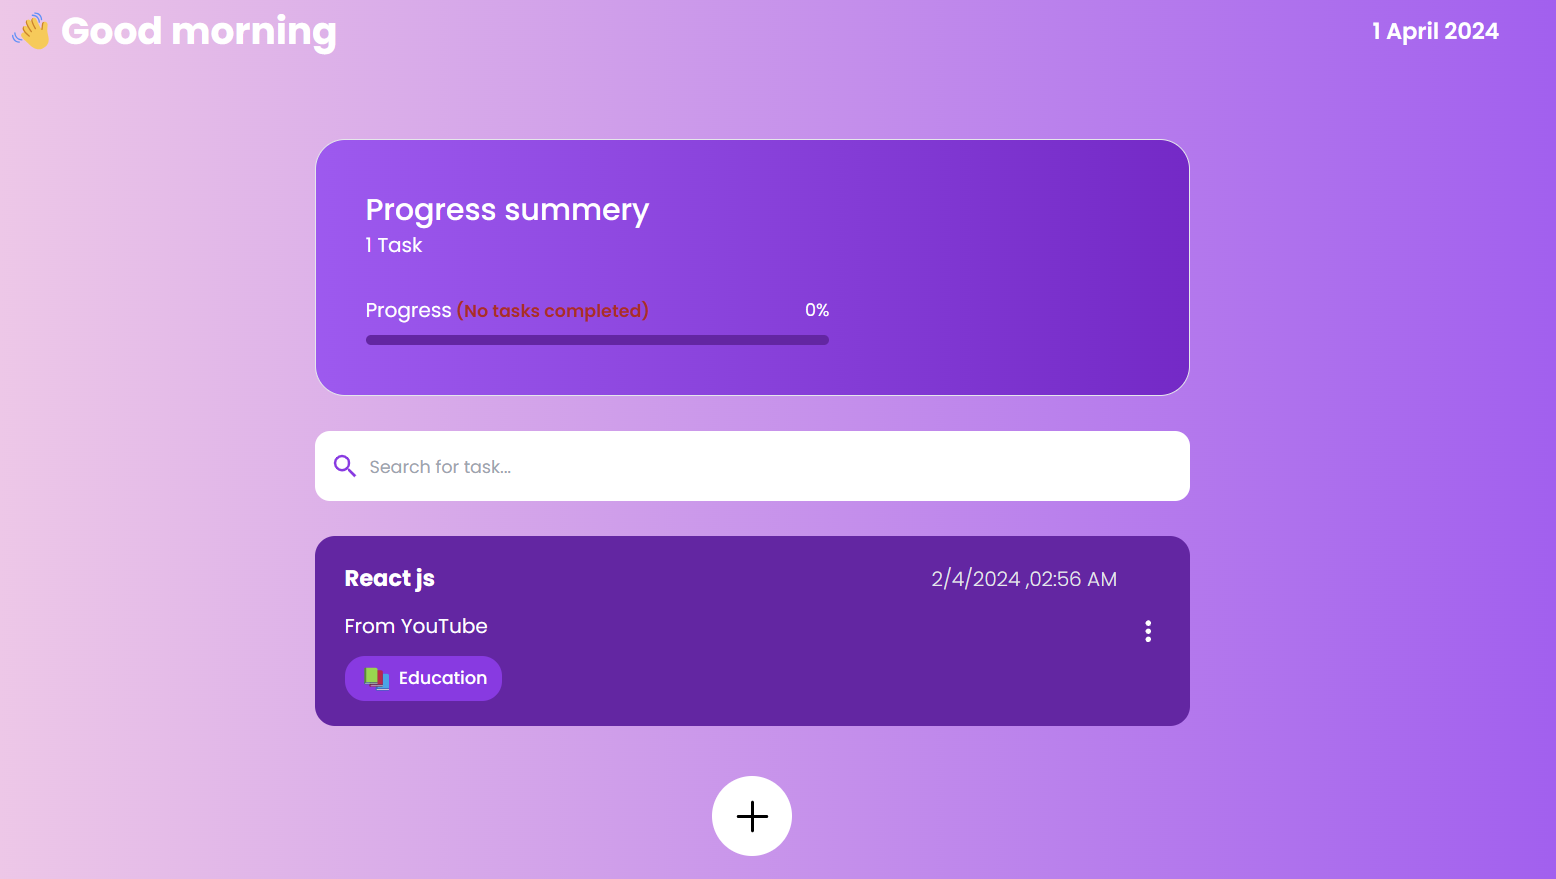 Good morning
1 April 2024
Progress summery
1 Task
Progress (No tasks completed) 0%
Search for task...
React js
2/4/2024 ,02:56 AM
From YouTube
Education